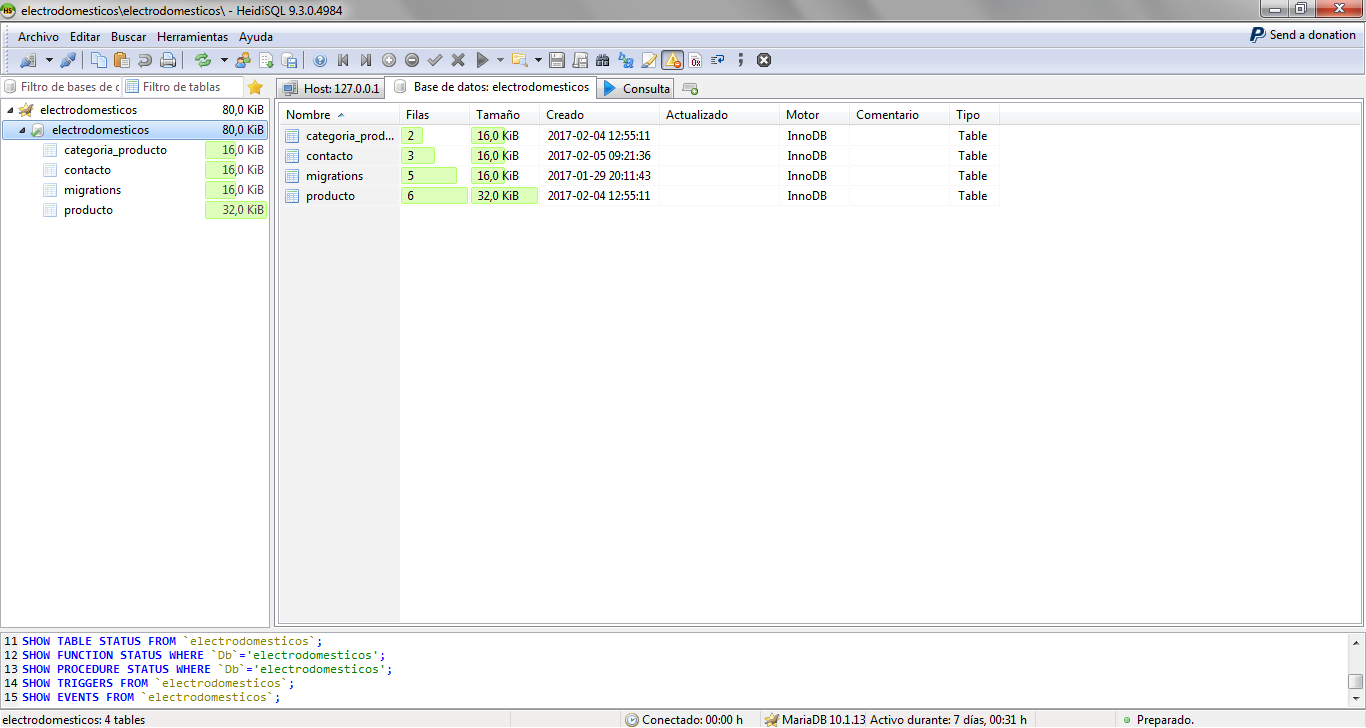 electrodomesticos\electrodomesticos\ - HeidiSQL 9.3.0.4984
Archivo Editar Buscar Herramientas Ayuda
Send a donation
Filtro de bases de d Filtro de tablas
Host: 127.0.0.1 Base de datos: electrodomesticos Consulta
electrodomesticos 80,0 KiB
electrodomesticos 80,0 KiB
categoria_producto 16,0 KiB
contacto 16,0 KiB
migrations 16,0 KiB
producto 32,0 KiB
Nombre Filas Tamaño Creado Actualizado Motor Comentario Tipo
categoria_prod... 2 16,0 KiB 2017-02-04 12:55:11 InnoDB Table
contacto 3 16,0 KiB 2017-02-05 09:21:36 InnoDB Table
migrations 5 16,0 KiB 2017-01-29 20:11:43 InnoDB Table
producto 6 32,0 KiB 2017-02-04 12:55:11 InnoDB Table
11 SHOW TABLE STATUS FROM `electrodomesticos`;
12 SHOW FUNCTION STATUS WHERE `Db`='electrodomesticos';
13 SHOW PROCEDURE STATUS WHERE `Db`='electrodomesticos';
14 SHOW TRIGGERS FROM `electrodomesticos`;
15 SHOW EVENTS FROM `electrodomesticos`;
electrodomesticos: 4 tables Conectado: 00:00 h MariaDB 10.1.13 Activo durante: 7 días, 00:31 h Preparado.